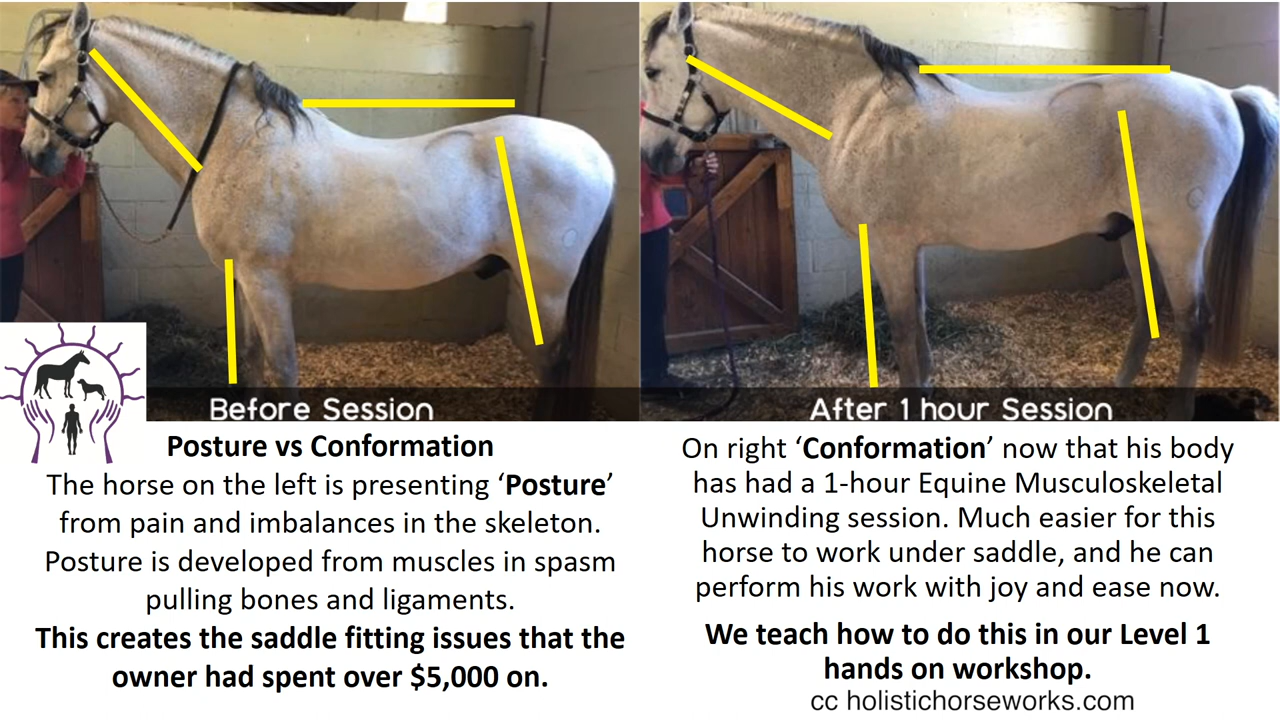 Before Session
After 1 hour Session
Posture vs Conformation
The horse on the left is presenting ‘Posture’
from pain and imbalances in the skeleton.
Posture is developed from muscles in spasm
pulling bones and ligaments.
This creates the saddle fitting issues that the
owner had spent over $5,000 on.
On right ‘Conformation’ now that his body
has had a 1-hour Equine Musculoskeletal
Unwinding session. Much easier for this
horse to work under saddle, and he can
perform his work with joy and ease now.
We teach how to do this in our Level 1
hands on workshop.
cc holistichorseworks.com